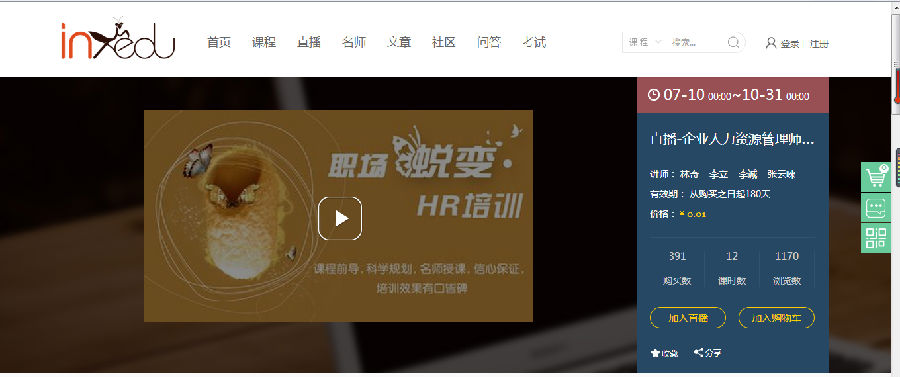 inxedu
首页 课程 直播 名师 文章 社区 问答 考试
课程 搜索...
登录 注册
07-10 00:00~10-31 00:00
职场蜕变·
HR培训
课程前导,科学规划,名师授课,信心保证,
培训效果有口皆碑
直播-企业人力资源管理师...
讲师: 林奇 李立 李诚
有效期: 从购买之日起180天
价格: ¥ 0.01
391 12 1170
购买数 课时数 浏览数
加入直播 加入购物车
收藏 分享
0